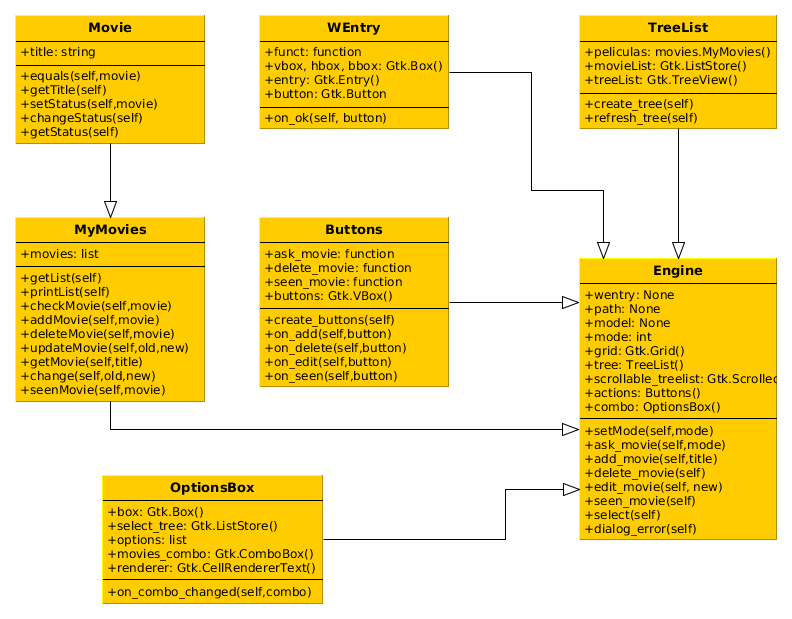 Movie
+title: string
+equals(self,movie)
+getTitle(self)
+setStatus(self,movie)
+changeStatus(self)
+getStatus(self)
WEntry
+funct: function
+vbox, hbox, bbox: Gtk.Box()
+entry: Gtk.Entry()
+button: Gtk.Button
+on_ok(self, button)
TreeList
+peliculas: movies.MyMovies()
+movieList: Gtk.ListStore()
+treeList: Gtk.TreeView()
+create_tree(self)
+refresh_tree(self)
MyMovies
+movies: list
+getList(self)
+printList(self)
+checkMovie(self,movie)
+addMovie(self,movie)
+deleteMovie(self,movie)
+updateMovie(self,old,new)
+getMovie(self,title)
+change(self,old,new)
+seenMovie(self,movie)
Buttons
+ask_movie: function
+delete_movie: function
+seen_movie: function
+buttons: Gtk.VBox()
+create_buttons(self)
+on_add(self,button)
+on_delete(self,button)
+on_edit(self,button)
+on_seen(self,button)
Engine
+wentry: None
+path: None
+model: None
+mode: int
+grid: Gtk.Grid()
+tree: TreeList()
+scrollable_treelist: Gtk.Scrolled
+actions: Buttons()
+combo: OptionsBox()
+setMode(self,mode)
+ask_movie(self,mode)
+add_movie(self,title)
+delete_movie(self)
+edit_movie(self, new)
+seen_movie(self)
+select(self)
+dialog_error(self)
OptionsBox
+box: Gtk.Box()
+select_tree: Gtk.ListStore()
+options: list
+movies_combo: Gtk.ComboBox()
+renderer: Gtk.CellRendererText()
+on_combo_changed(self,combo)